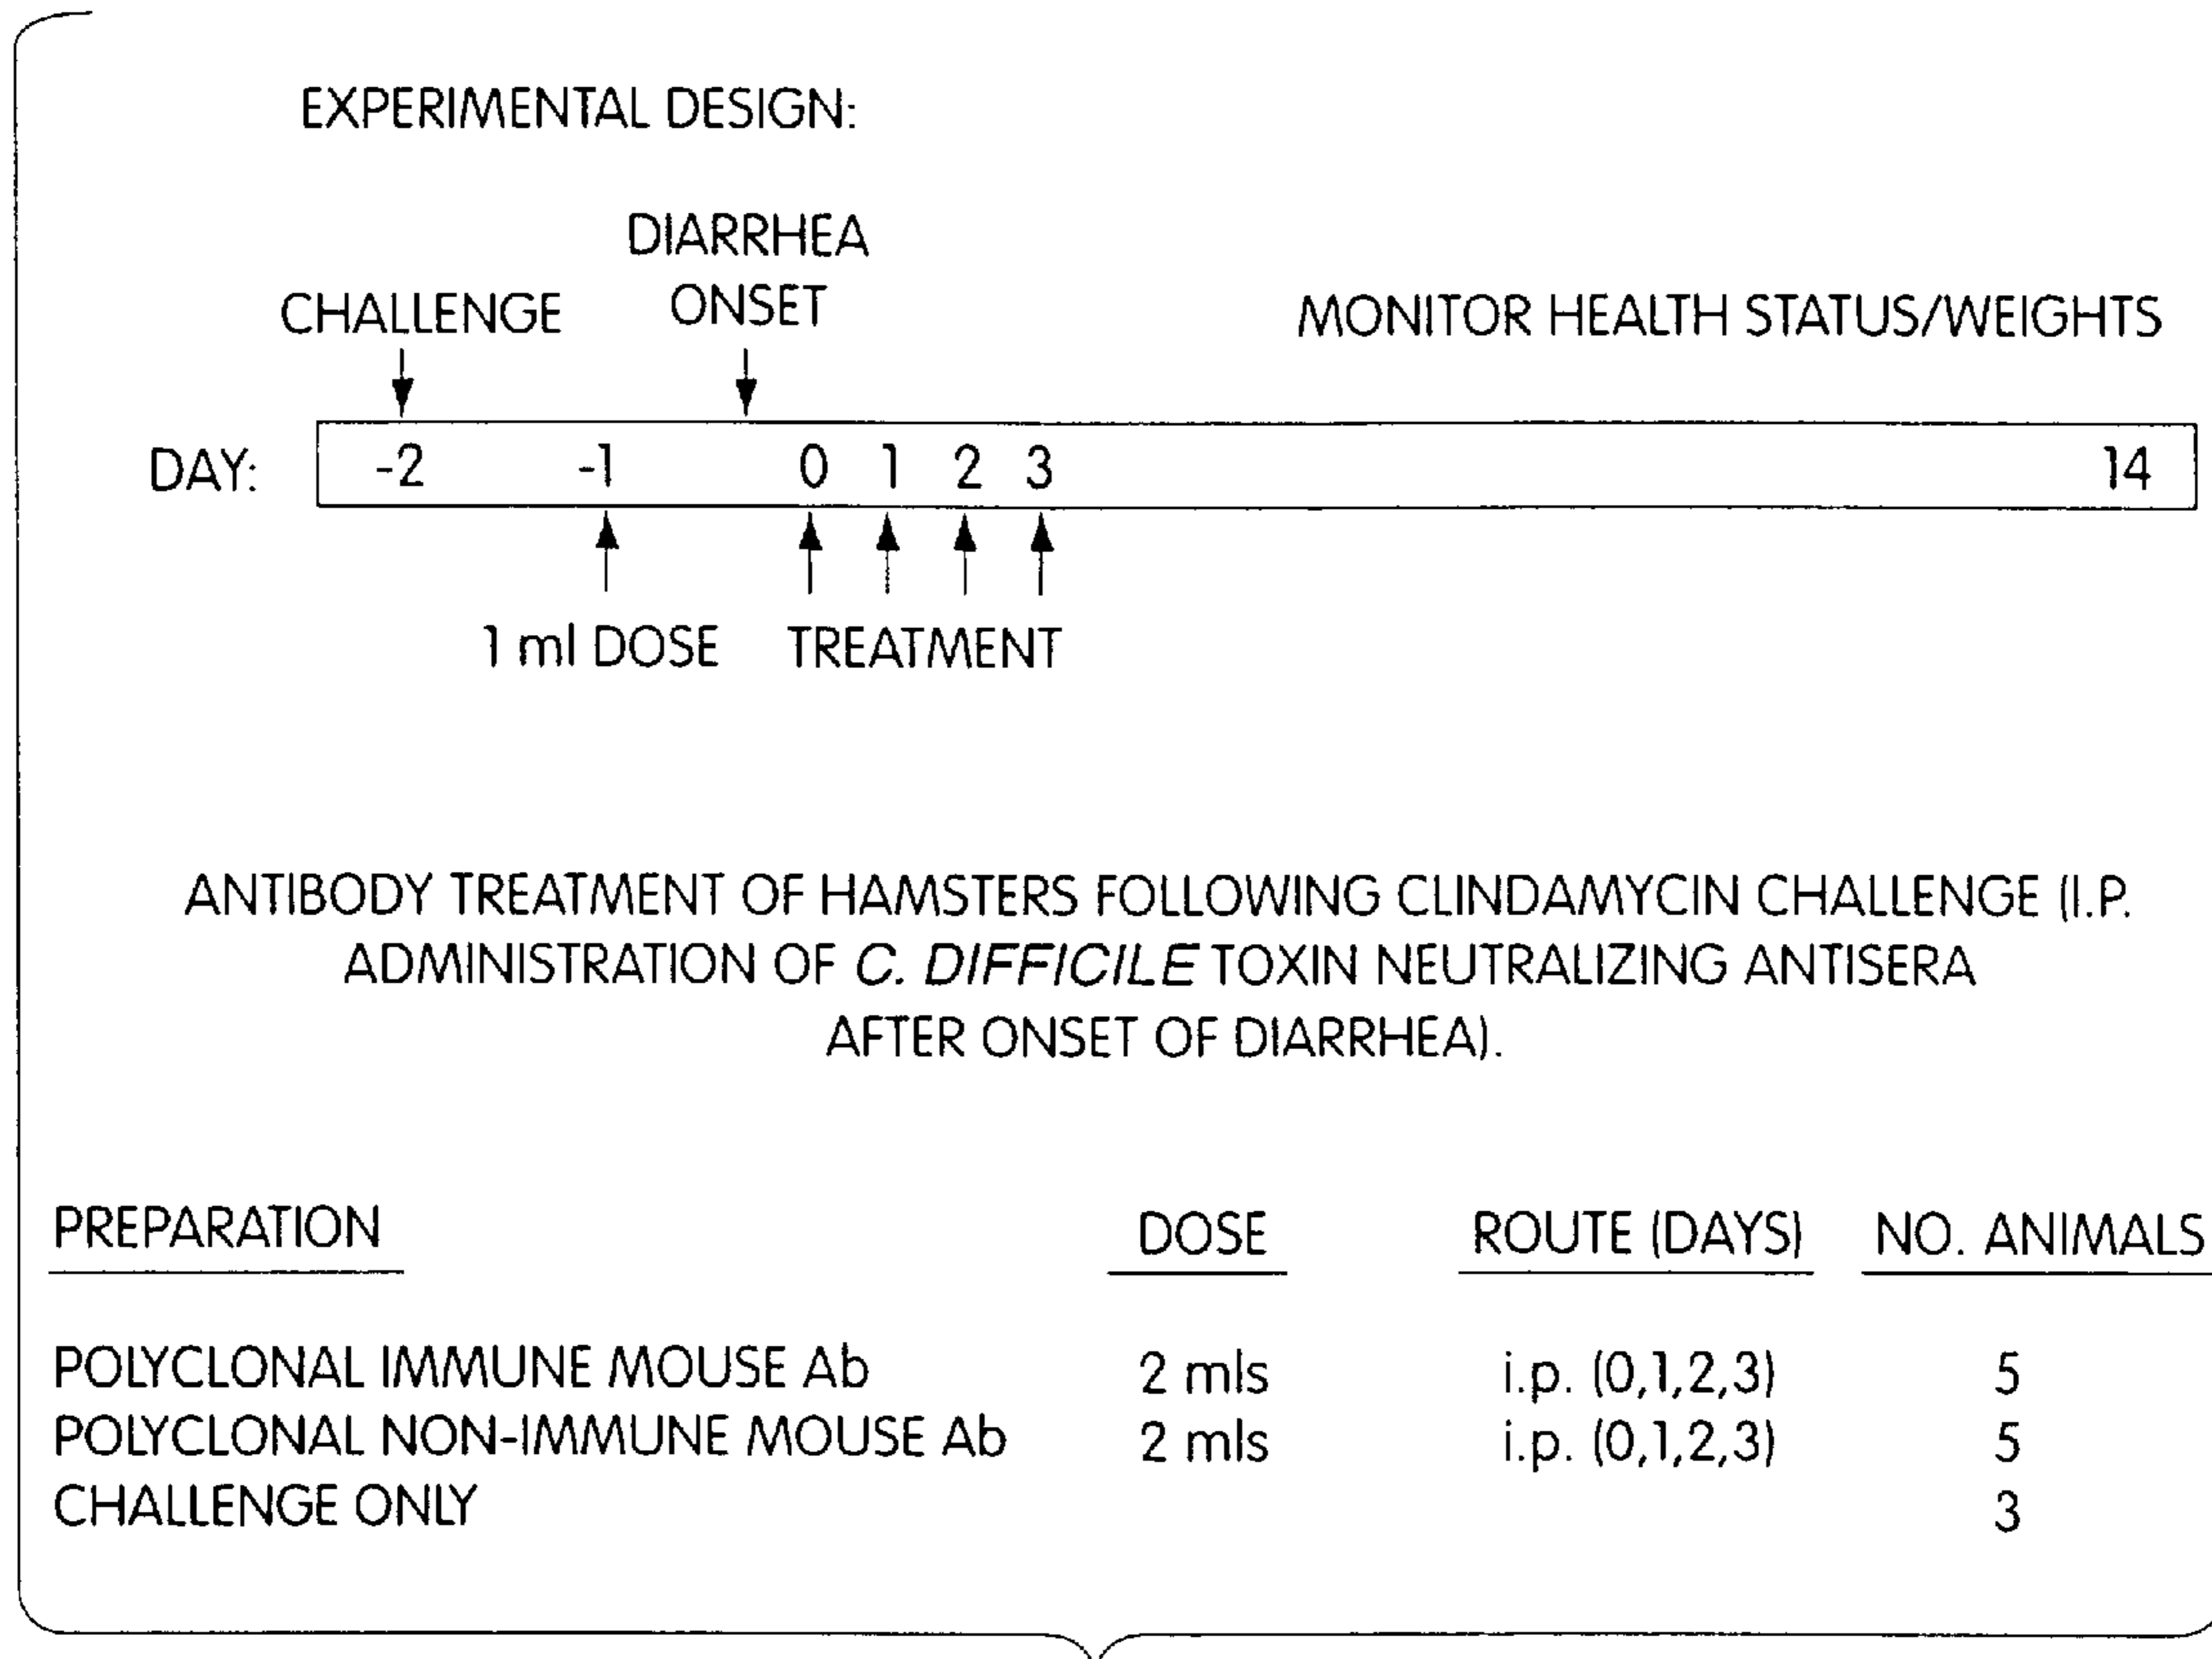 EXPERIMENTAL DESIGN:
DIARRHEA
ONSET
CHALLENGE
MONITOR HEALTH STATUS/WEIGHTS
DAY: -2 -1 0 1 2 3 14
1 ml DOSE TREATMENT
ANTIBODY TREATMENT OF HAMSTERS FOLLOWING CLINDAMYCIN CHALLENGE (I.P.
ADMINISTRATION OF C. DIFFICILE TOXIN NEUTRALIZING ANTISERA
AFTER ONSET OF DIARRHEA).
PREPARATION DOSE ROUTE (DAYS) NO. ANIMALS
POLYCLONAL IMMUNE MOUSE Ab 2 mls i.p. (0,1,2,3) 5
POLYCLONAL NON-IMMUNE MOUSE Ab 2 mls i.p. (0,1,2,3) 5
CHALLENGE ONLY 3